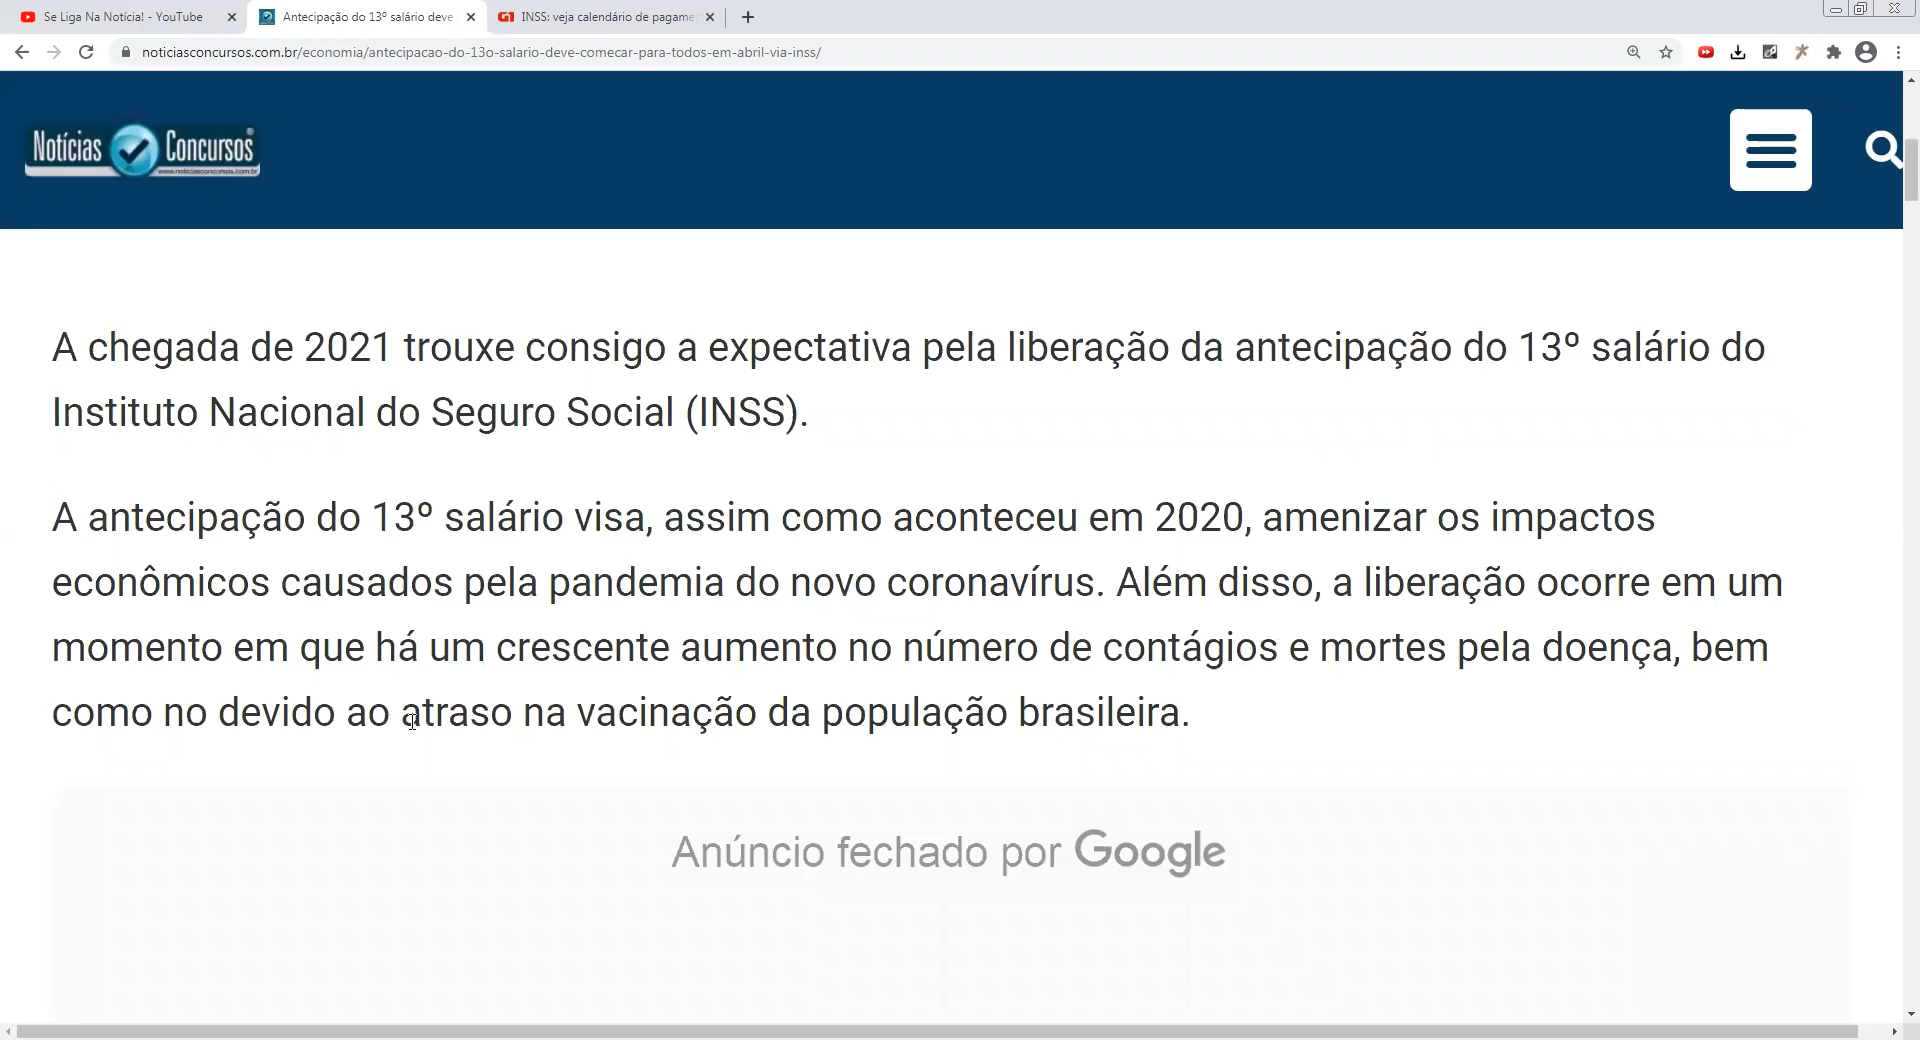 Se Liga Na Notícia! - YouTube
Antecipação do 13º salário deve
INSS: veja calendário de pagame
noticiasconcursos.com.br/economia/antecipacao-do-13o-salario-deve-comecar-para-todos-em-abril-via-inss/
Notícias Concursos
www.noticiasconcursos.com.br
A chegada de 2021 trouxe consigo a expectativa pela liberação da antecipação do 13º salário do
Instituto Nacional do Seguro Social (INSS).
A antecipação do 13º salário visa, assim como aconteceu em 2020, amenizar os impactos
econômicos causados pela pandemia do novo coronavírus. Além disso, a liberação ocorre em um
momento em que há um crescente aumento no número de contágios e mortes pela doença, bem
como no devido ao atraso na vacinação da população brasileira.
Anúncio fechado por Google